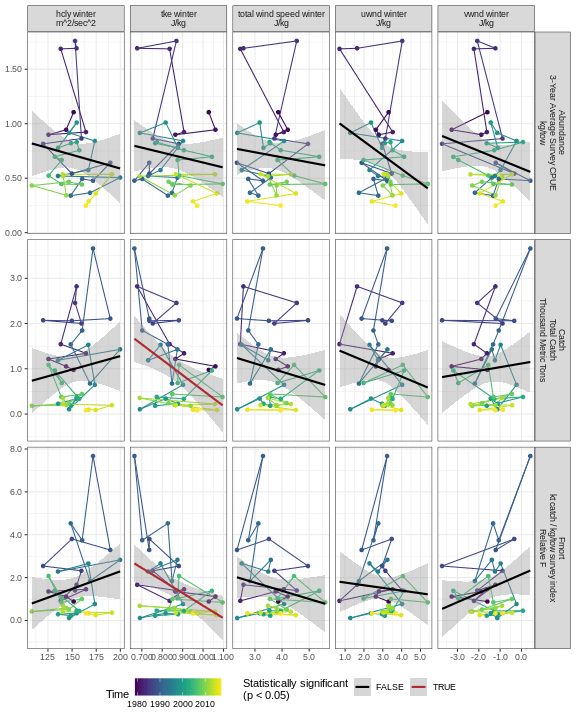 hcly winter
m^2/sec^2
tke winter
J/kg
total wind speed winter
J/kg
uwnd winter
J/kg
vwnd winter
J/kg
1.50
1.00
0.50
0.00
Abundance
3-Year Average Survey CPUE
kg/tow
3.0
2.0
1.0
0.0
Catch
Total Catch
Thousand Metric Tons
8.0
6.0
4.0
2.0
0.0
Fmort
kt catch / kg/tow survey index
Relative F
125 150 175 200
0.700 0.800 0.900 1.000 1.100
3.0 4.0 5.0
1.0 2.0 3.0 4.0 5.0
-3.0 -2.0 -1.0 0.0
Time
1980 1990 2000 2010
Statistically significant
(p < 0.05)
FALSE
TRUE